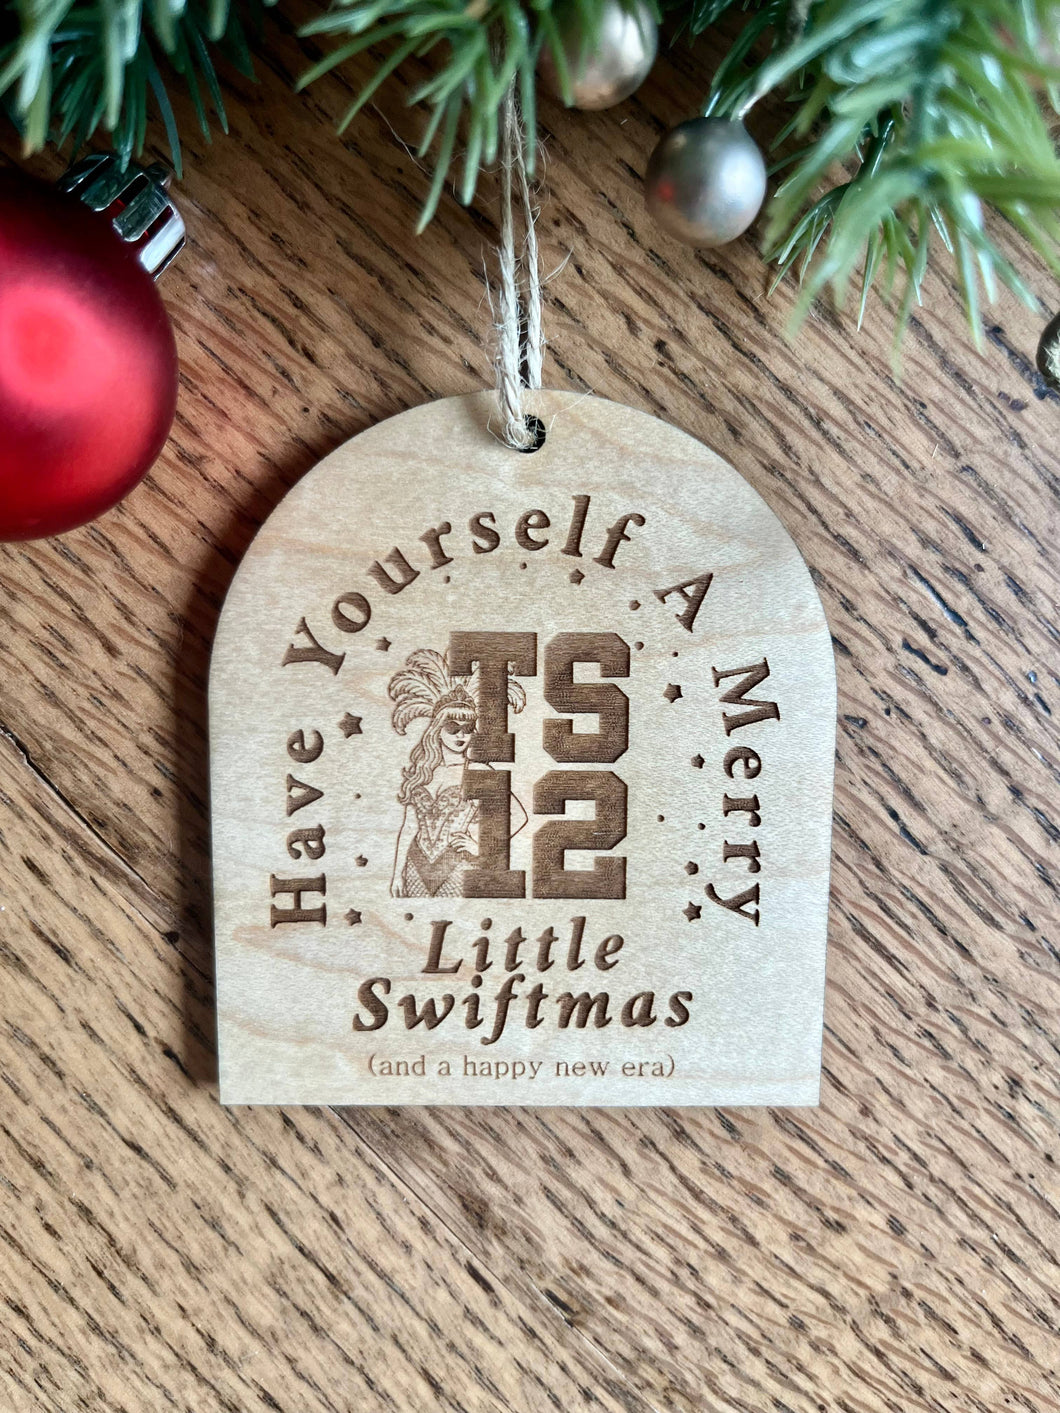 Have Yourself A Merry
TS
12
Little
Swiftmas
(and a happy new era)